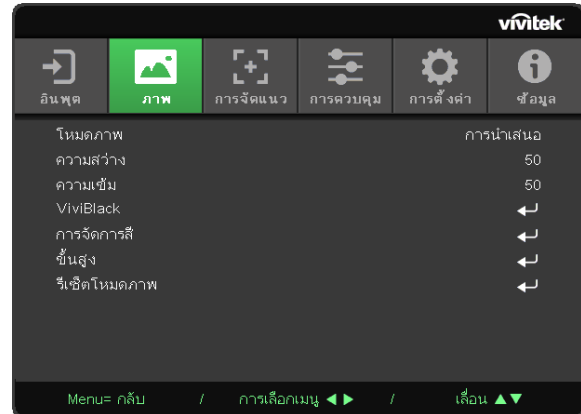 vivitek
อินพุต ภาพ การจัดแนว การควบคุม การตั้งค่า ข้อมูล
โหมดภาพ การนำเสนอ
ความสว่าง 50
ความเข้ม 50
ViviBlack
การจัดการสี
ขั้นสูง
รีเซ็ตโหมดภาพ
Menu= กลับ / การเลือกเมนู ◀ ▶ / เลื่อน ▲▼